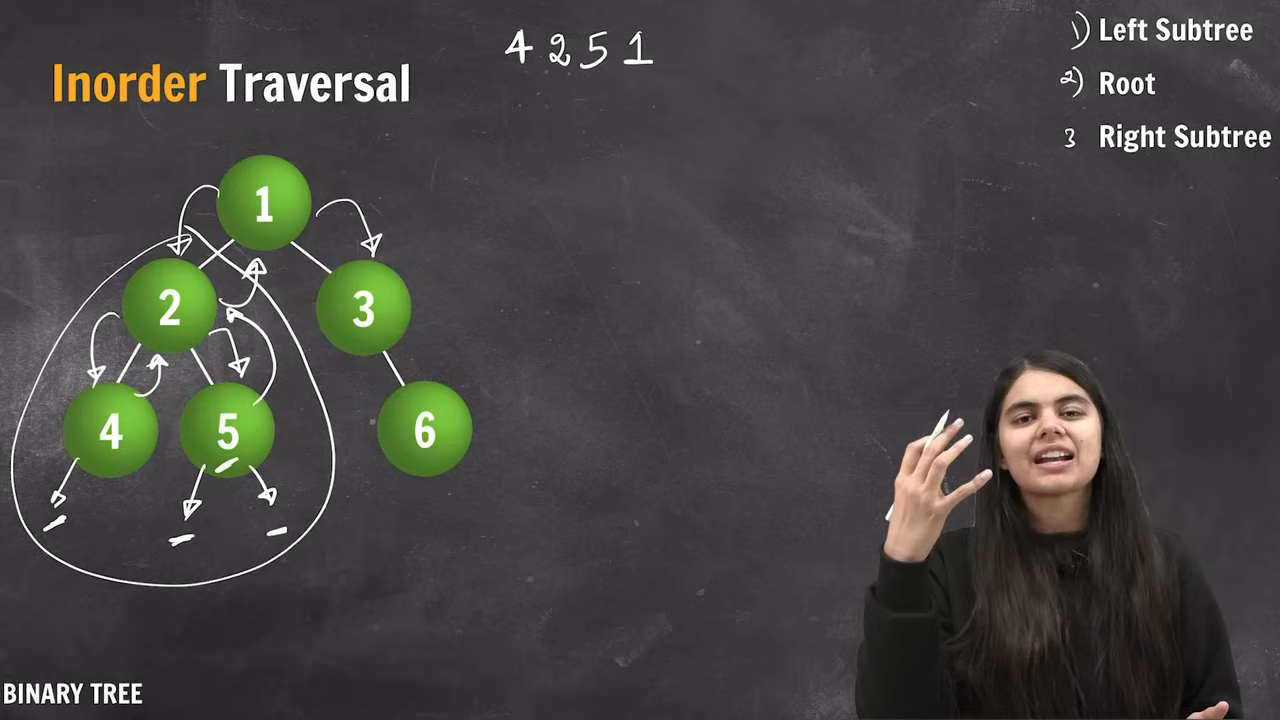 4 2 5 1
Inorder Traversal
1) Left Subtree
2) Root
3 Right Subtree
1
2
3
4
5
6
BINARY TREE